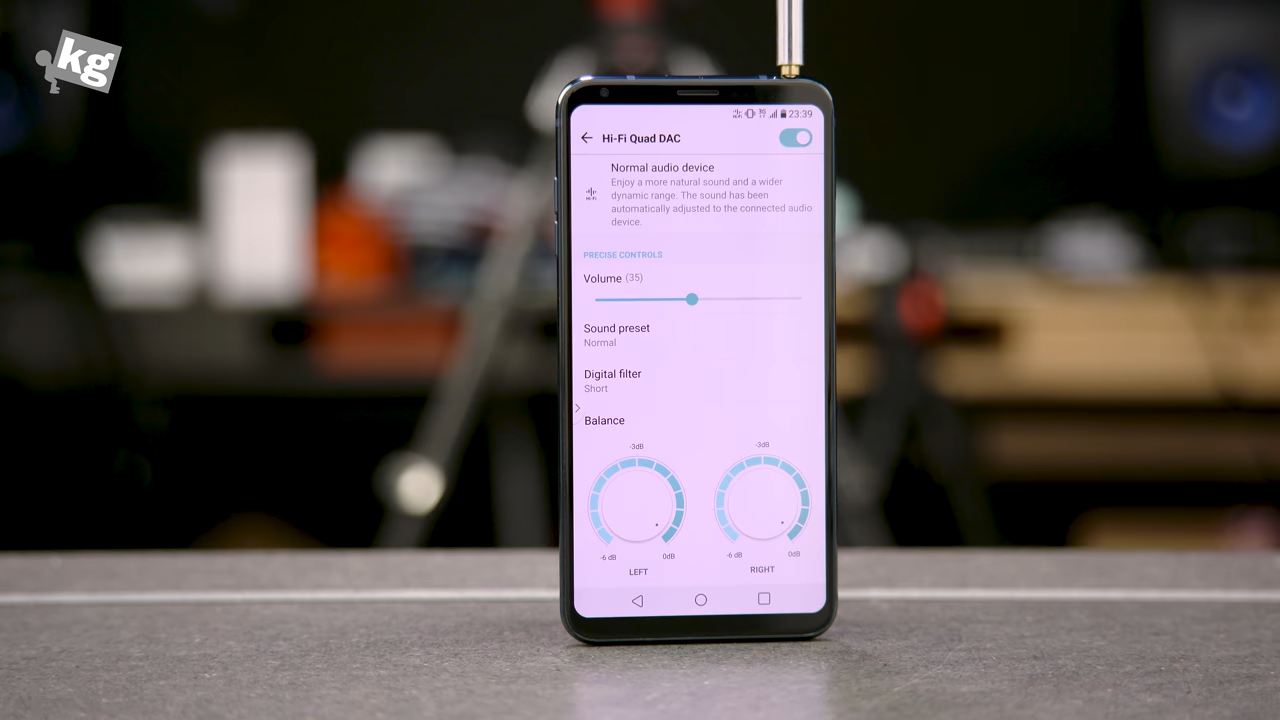 kg
23:39
Hi-Fi Quad DAC
Normal audio device
Enjoy a more natural sound and a wider
dynamic range. The sound has been
automatically adjusted to the connected audio
device.
PRECISE CONTROLS
Volume (35)
Sound preset
Normal
Digital filter
Short
Balance
-3dB
-3dB
-6 dB
0dB
-6 dB
0dB
LEFT
RIGHT